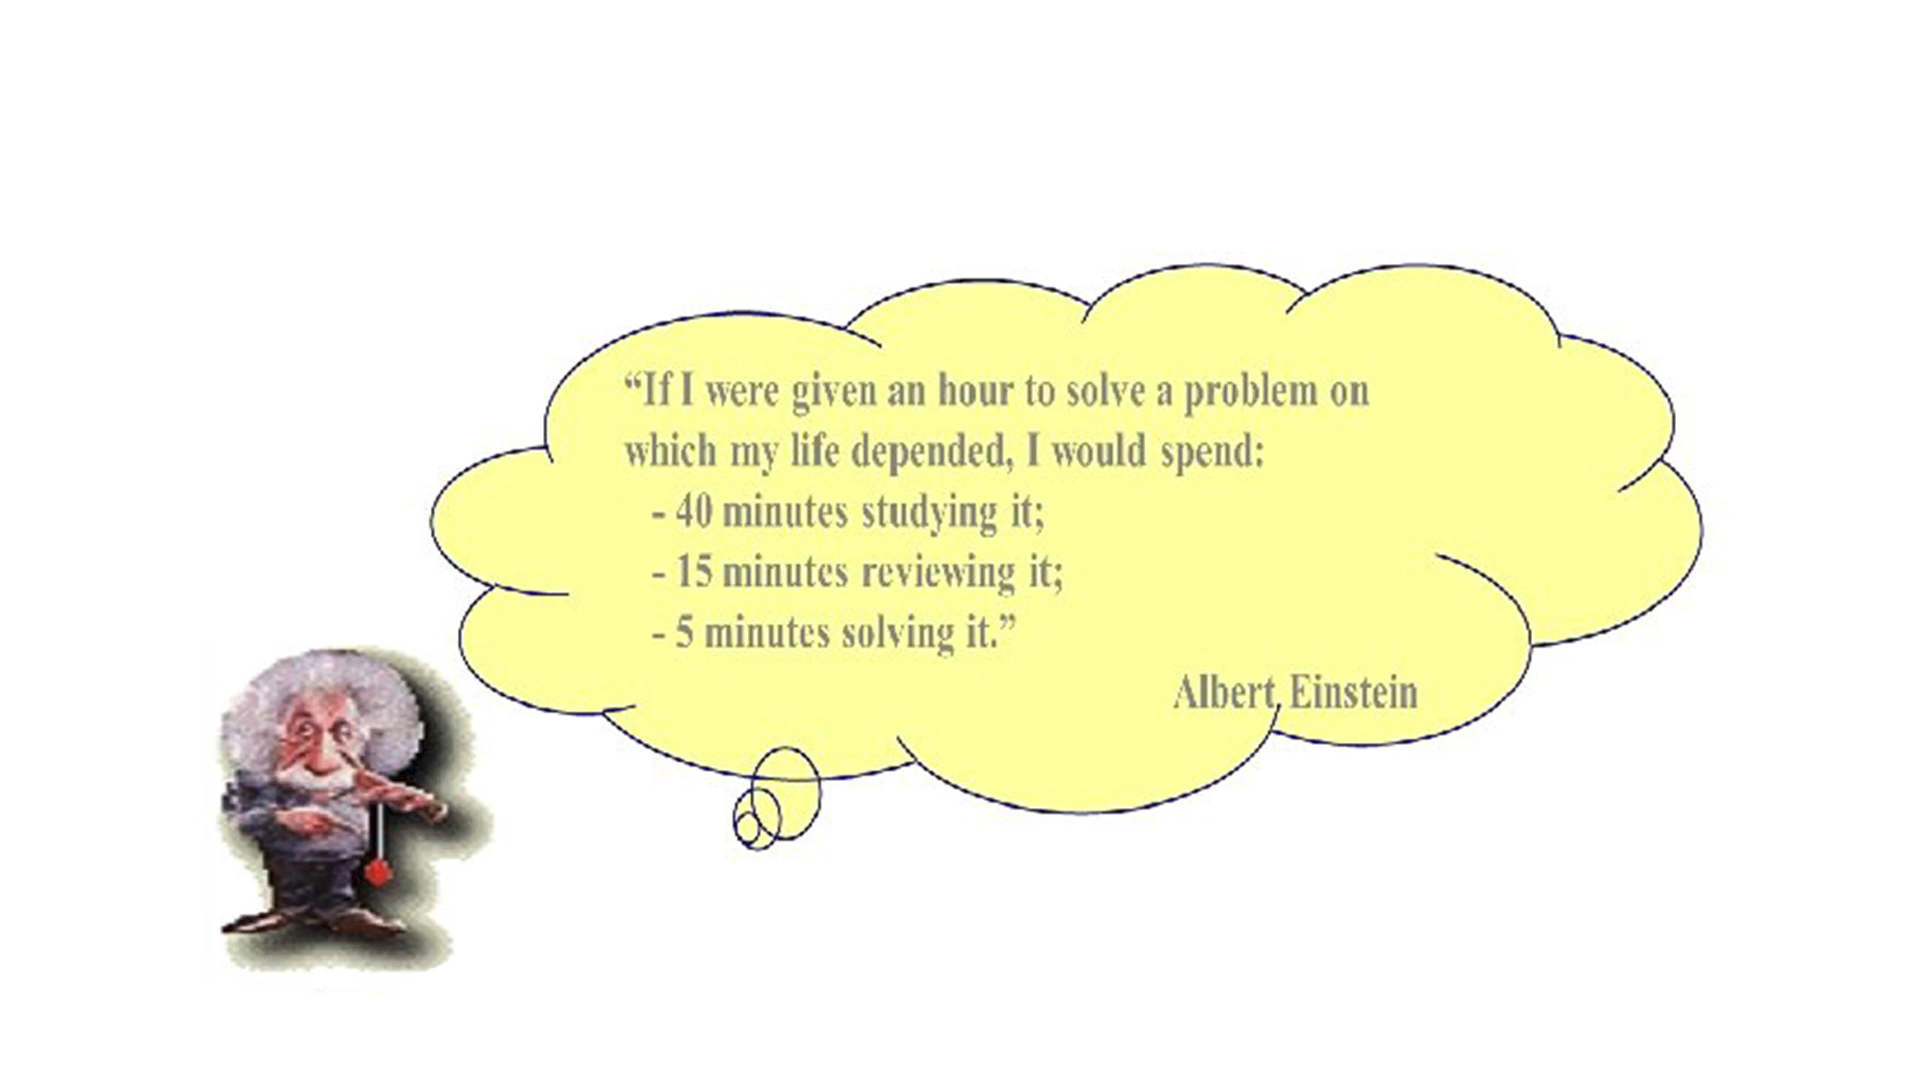 “If I were given an hour to solve a problem on
which my life depended, I would spend:
- 40 minutes studying it;
- 15 minutes reviewing it;
- 5 minutes solving it.”
Albert Einstein